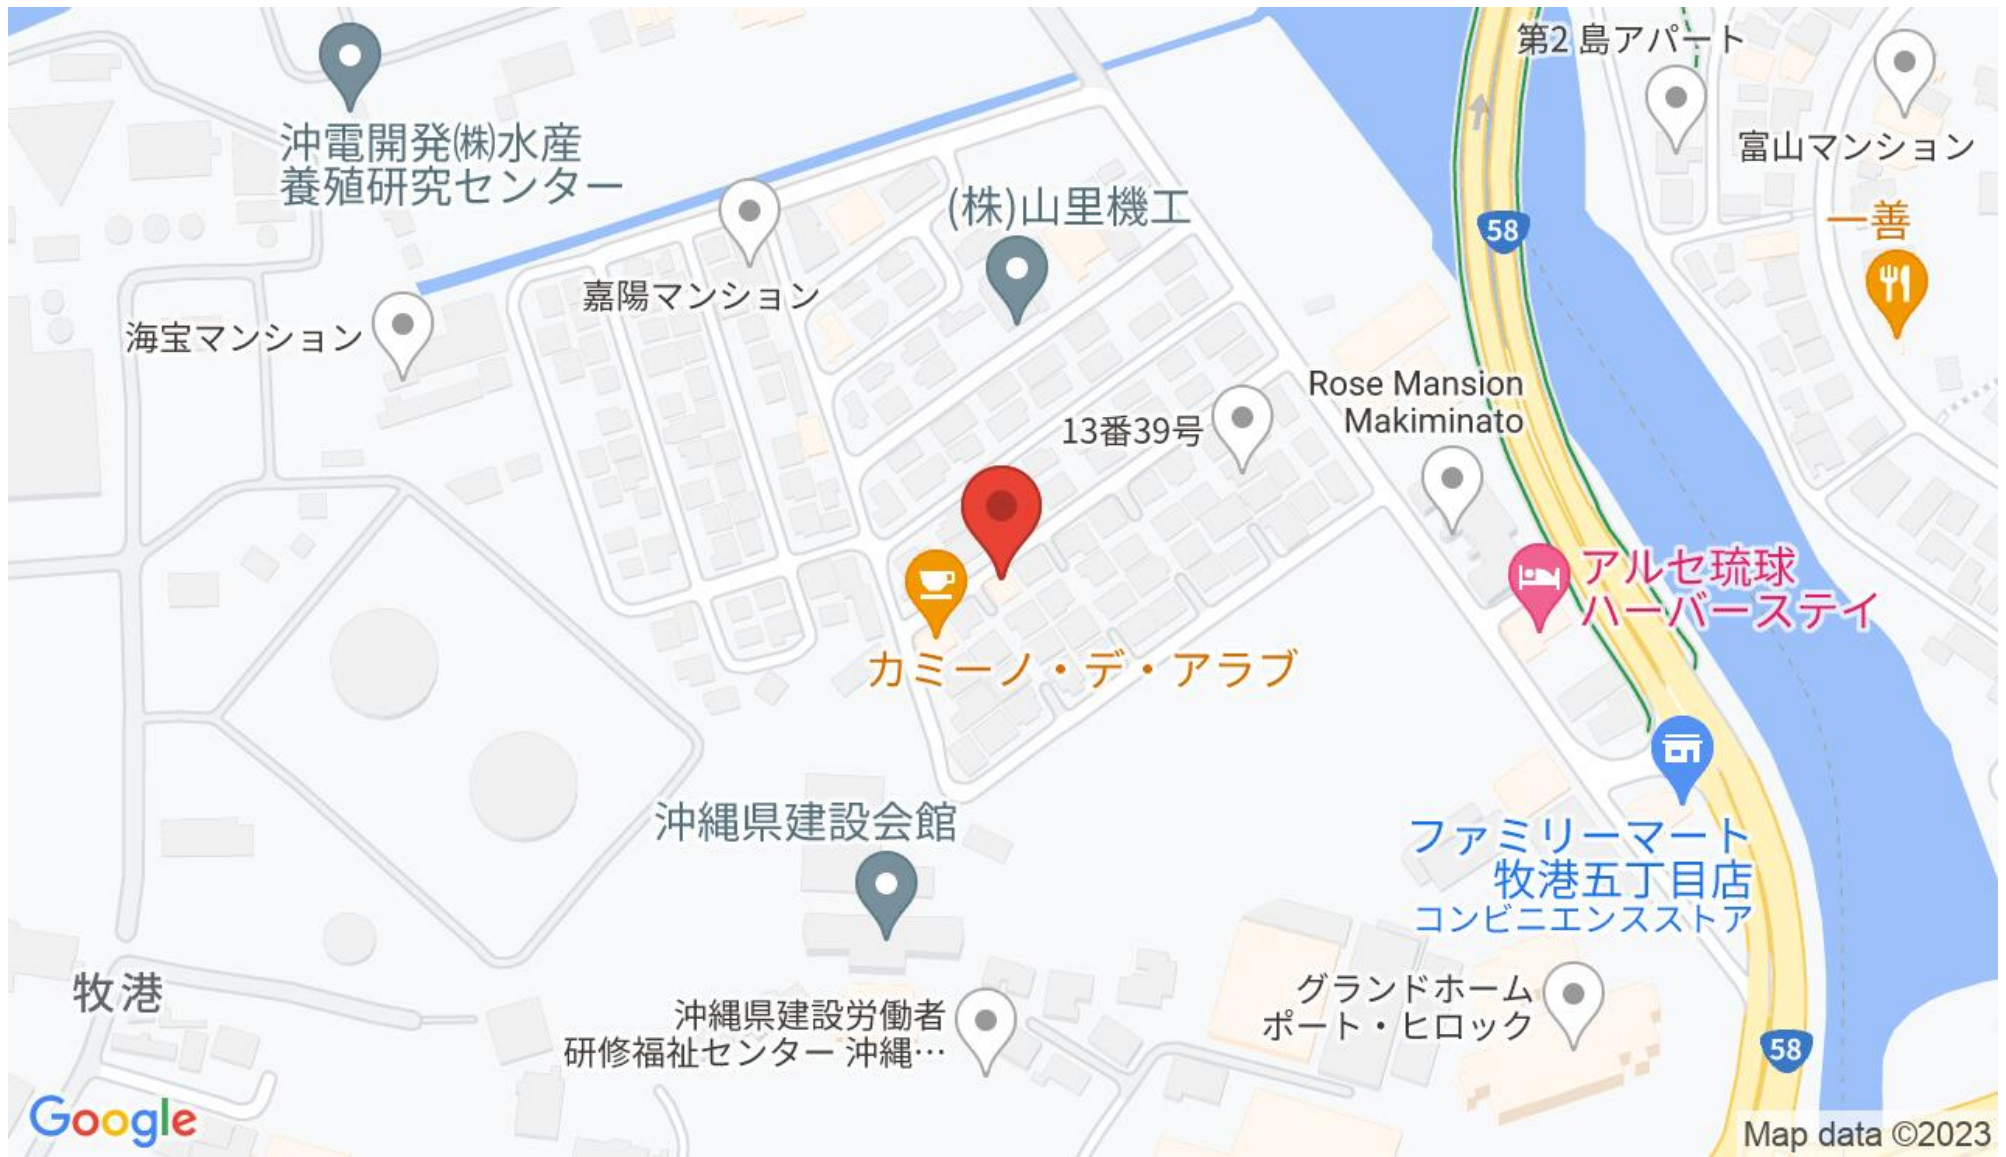 第2 島アパート
富山マンション
沖電開発㈱水産
養殖研究センター
(株)山里機工
58
一善
嘉陽マンション
海宝マンション
Rose Mansion
Makiminato
13番39号
アルセ琉球
ハーバーステイ
カミーノ・デ・アラブ
沖縄県建設会館
ファミリーマート
牧港五丁目店
コンビニエンスストア
牧港
グランドホーム
ポート・ヒロック
沖縄県建設労働者
研修福祉センター 沖縄…
58
Google
Map data ©2023